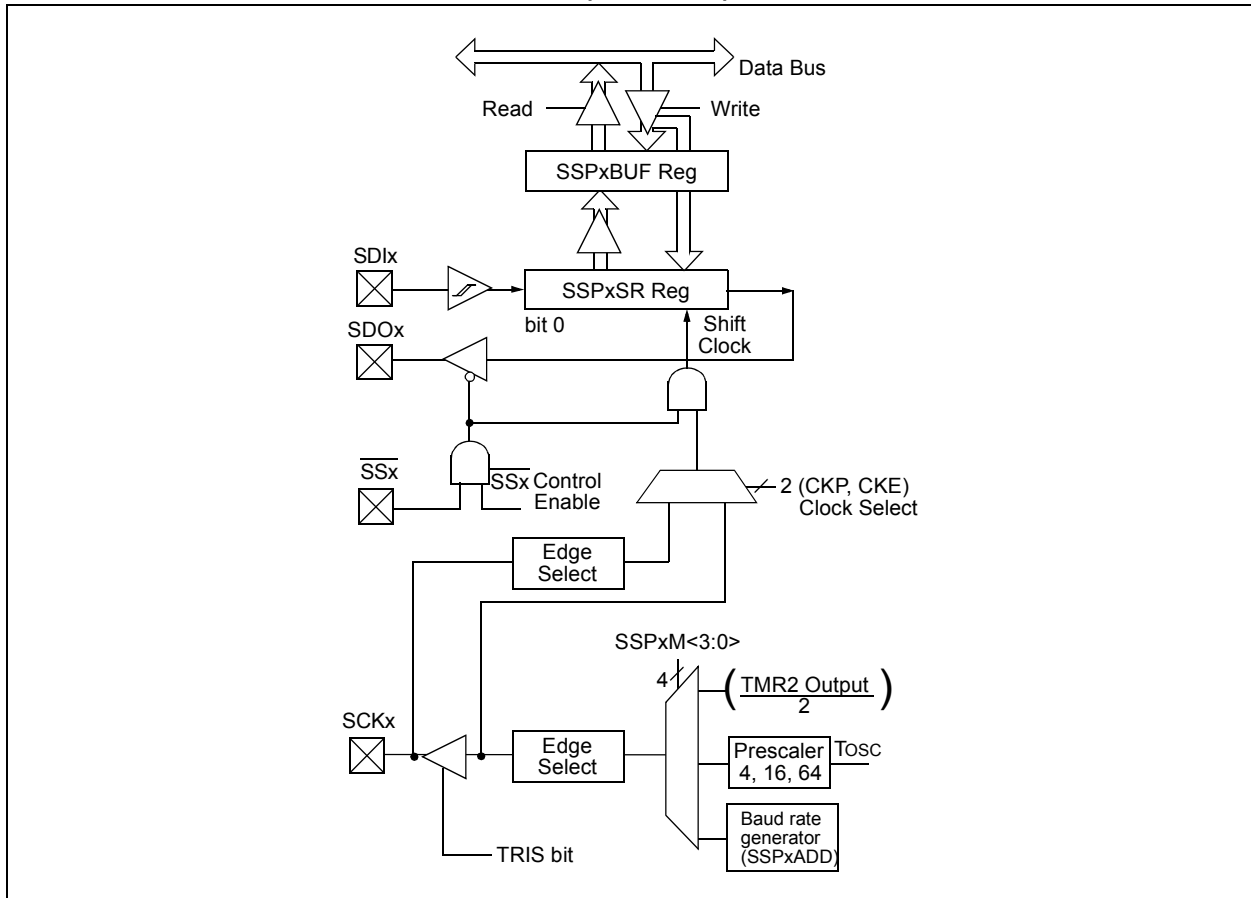 Data Bus
Read
Write
SSPxBUF Reg
SDIx
SSPxSR Reg
bit 0
Shift
Clock
SDOx
SSx
SSx Control
Enable
2 (CKP, CKE)
Clock Select
Edge
Select
SSPxM<3:0>
4
(TMR2 Output)
2
SCKx
Edge
Select
Prescaler
4, 16, 64
TOSC
Baud rate
generator
(SSPxADD)
TRIS bit